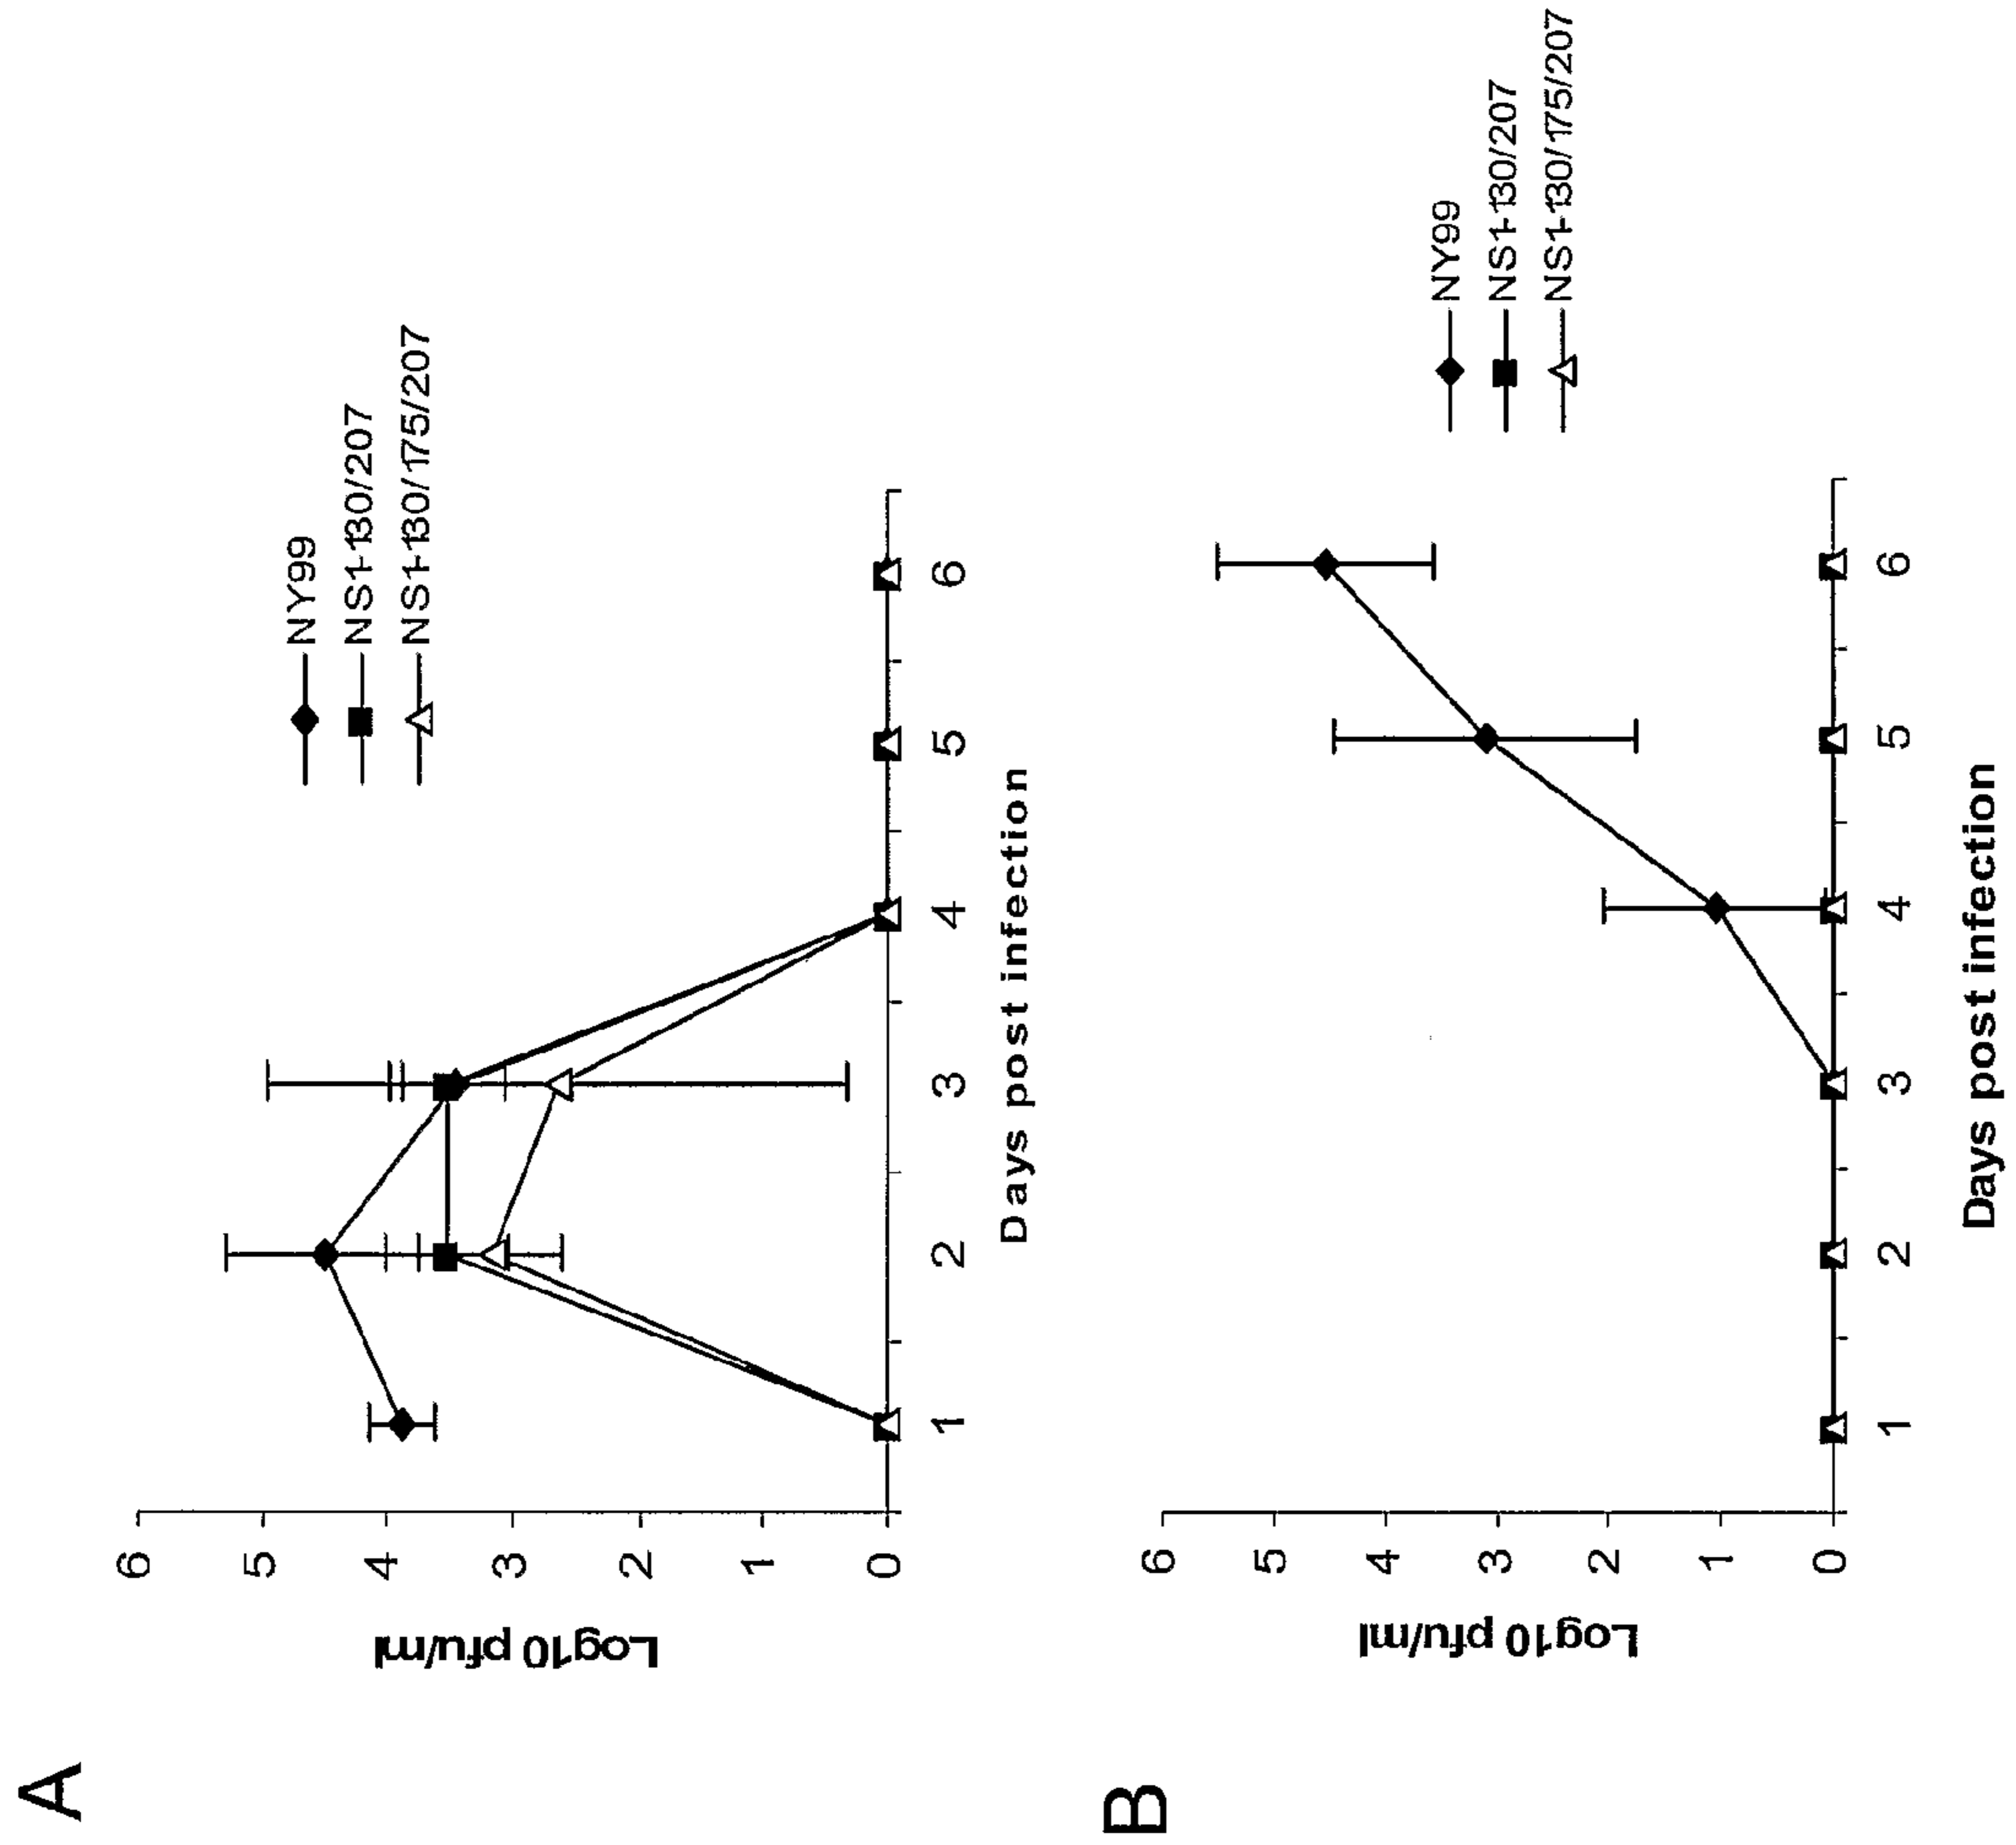 A
Log10 pfu/ml
6
5
4
3
2
1
0
1 2 3 4 5 6
Days post infection
NY99
NS1-130/207
NS1-130/175/207
B
Log10 pfu/ml
6
5
4
3
2
1
0
1 2 3 4 5 6
Days post infection
NY99
NS1-130/207
NS1-130/175/207